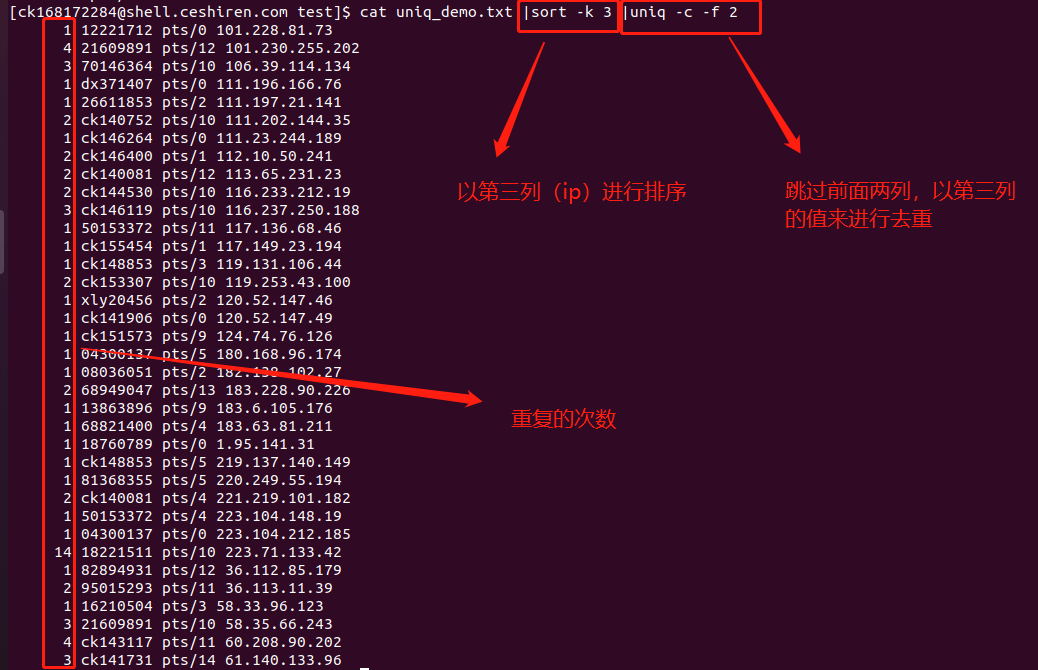 [ck168172284@shell.ceshiren.com test]$ cat uniq_demo.txt |sort -k 3 |uniq -c -f 2
1 12221712 pts/0 101.228.81.73
4 21609891 pts/12 101.230.255.202
3 70146364 pts/10 106.39.114.134
1 dx371407 pts/0 111.196.166.76
1 26611853 pts/2 111.197.21.141
2 ck140752 pts/10 111.202.144.35
1 ck146264 pts/0 111.23.244.189
2 ck146400 pts/1 112.10.50.241
2 ck140081 pts/12 113.65.231.23
2 ck144530 pts/10 116.233.212.19
3 ck146119 pts/10 116.237.250.188
1 50153372 pts/11 117.136.68.46
1 ck155454 pts/1 117.149.23.194
1 ck148853 pts/3 119.131.106.44
2 ck153307 pts/10 119.253.43.100
1 xly20456 pts/2 120.52.147.46
1 ck141906 pts/0 120.52.147.49
1 ck151573 pts/9 124.74.76.126
1 04300137 pts/5 180.168.96.174
1 08036051 pts/2 182.138.102.27
2 68949047 pts/13 183.228.90.226
1 13863896 pts/9 183.6.105.176
1 68821400 pts/4 183.63.81.211
1 18760789 pts/0 1.95.141.31
1 ck148853 pts/5 219.137.140.149
1 81368355 pts/5 220.249.55.194
2 ck140081 pts/4 221.219.101.182
1 50153372 pts/4 223.104.148.19
1 04300137 pts/0 223.104.212.185
14 18221511 pts/10 223.71.133.42
1 82894931 pts/12 36.112.85.179
2 95015293 pts/11 36.113.11.39
1 16210504 pts/3 58.33.96.123
3 21609891 pts/10 58.35.66.243
4 ck143117 pts/11 60.208.90.202
3 ck141731 pts/14 61.140.133.96
以第三列（ip）进行排序
跳过前面两列，以第三列
的值来进行去重
重复的次数